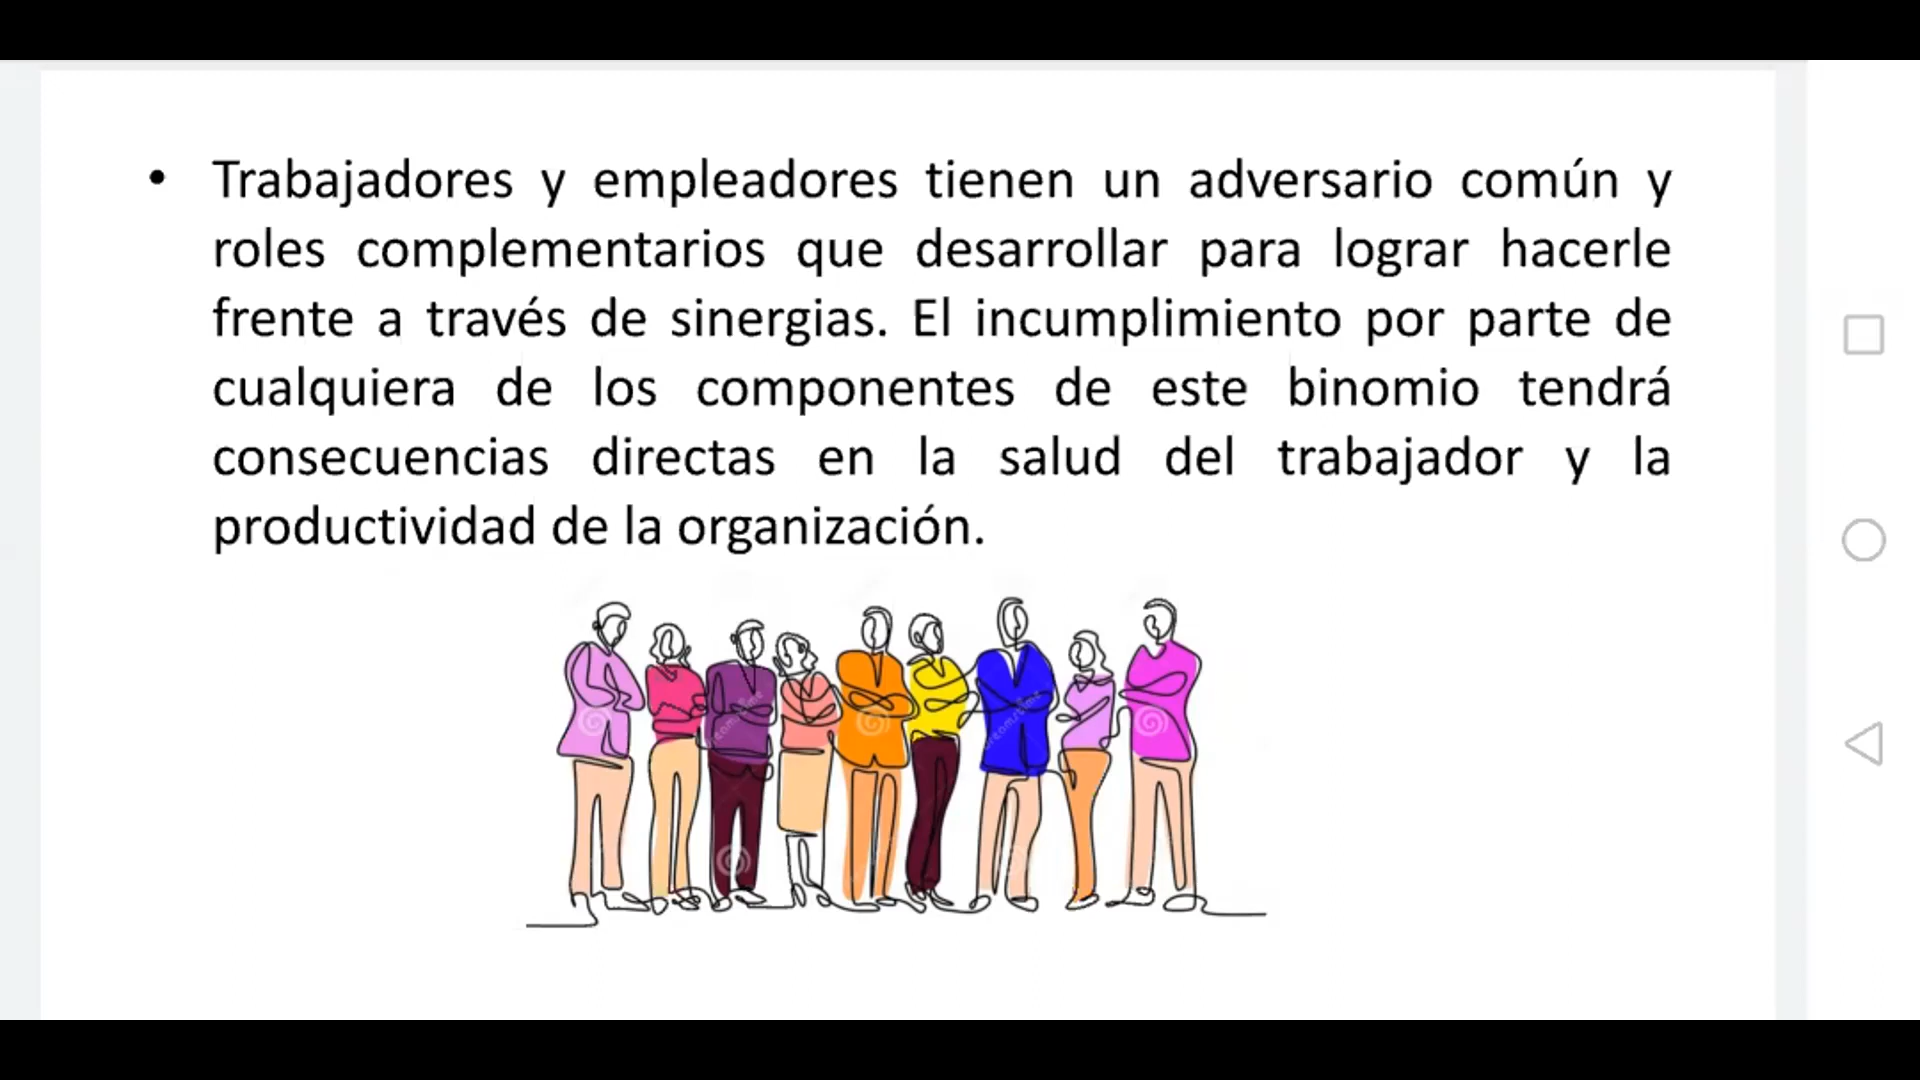 • Trabajadores y empleadores tienen un adversario común y
roles complementarios que desarrollar para lograr hacerle
frente a través de sinergias. El incumplimiento por parte de
cualquiera de los componentes de este binomio tendrá
consecuencias directas en la salud del trabajador y la
productividad de la organización.
dreamstime
dreamstime